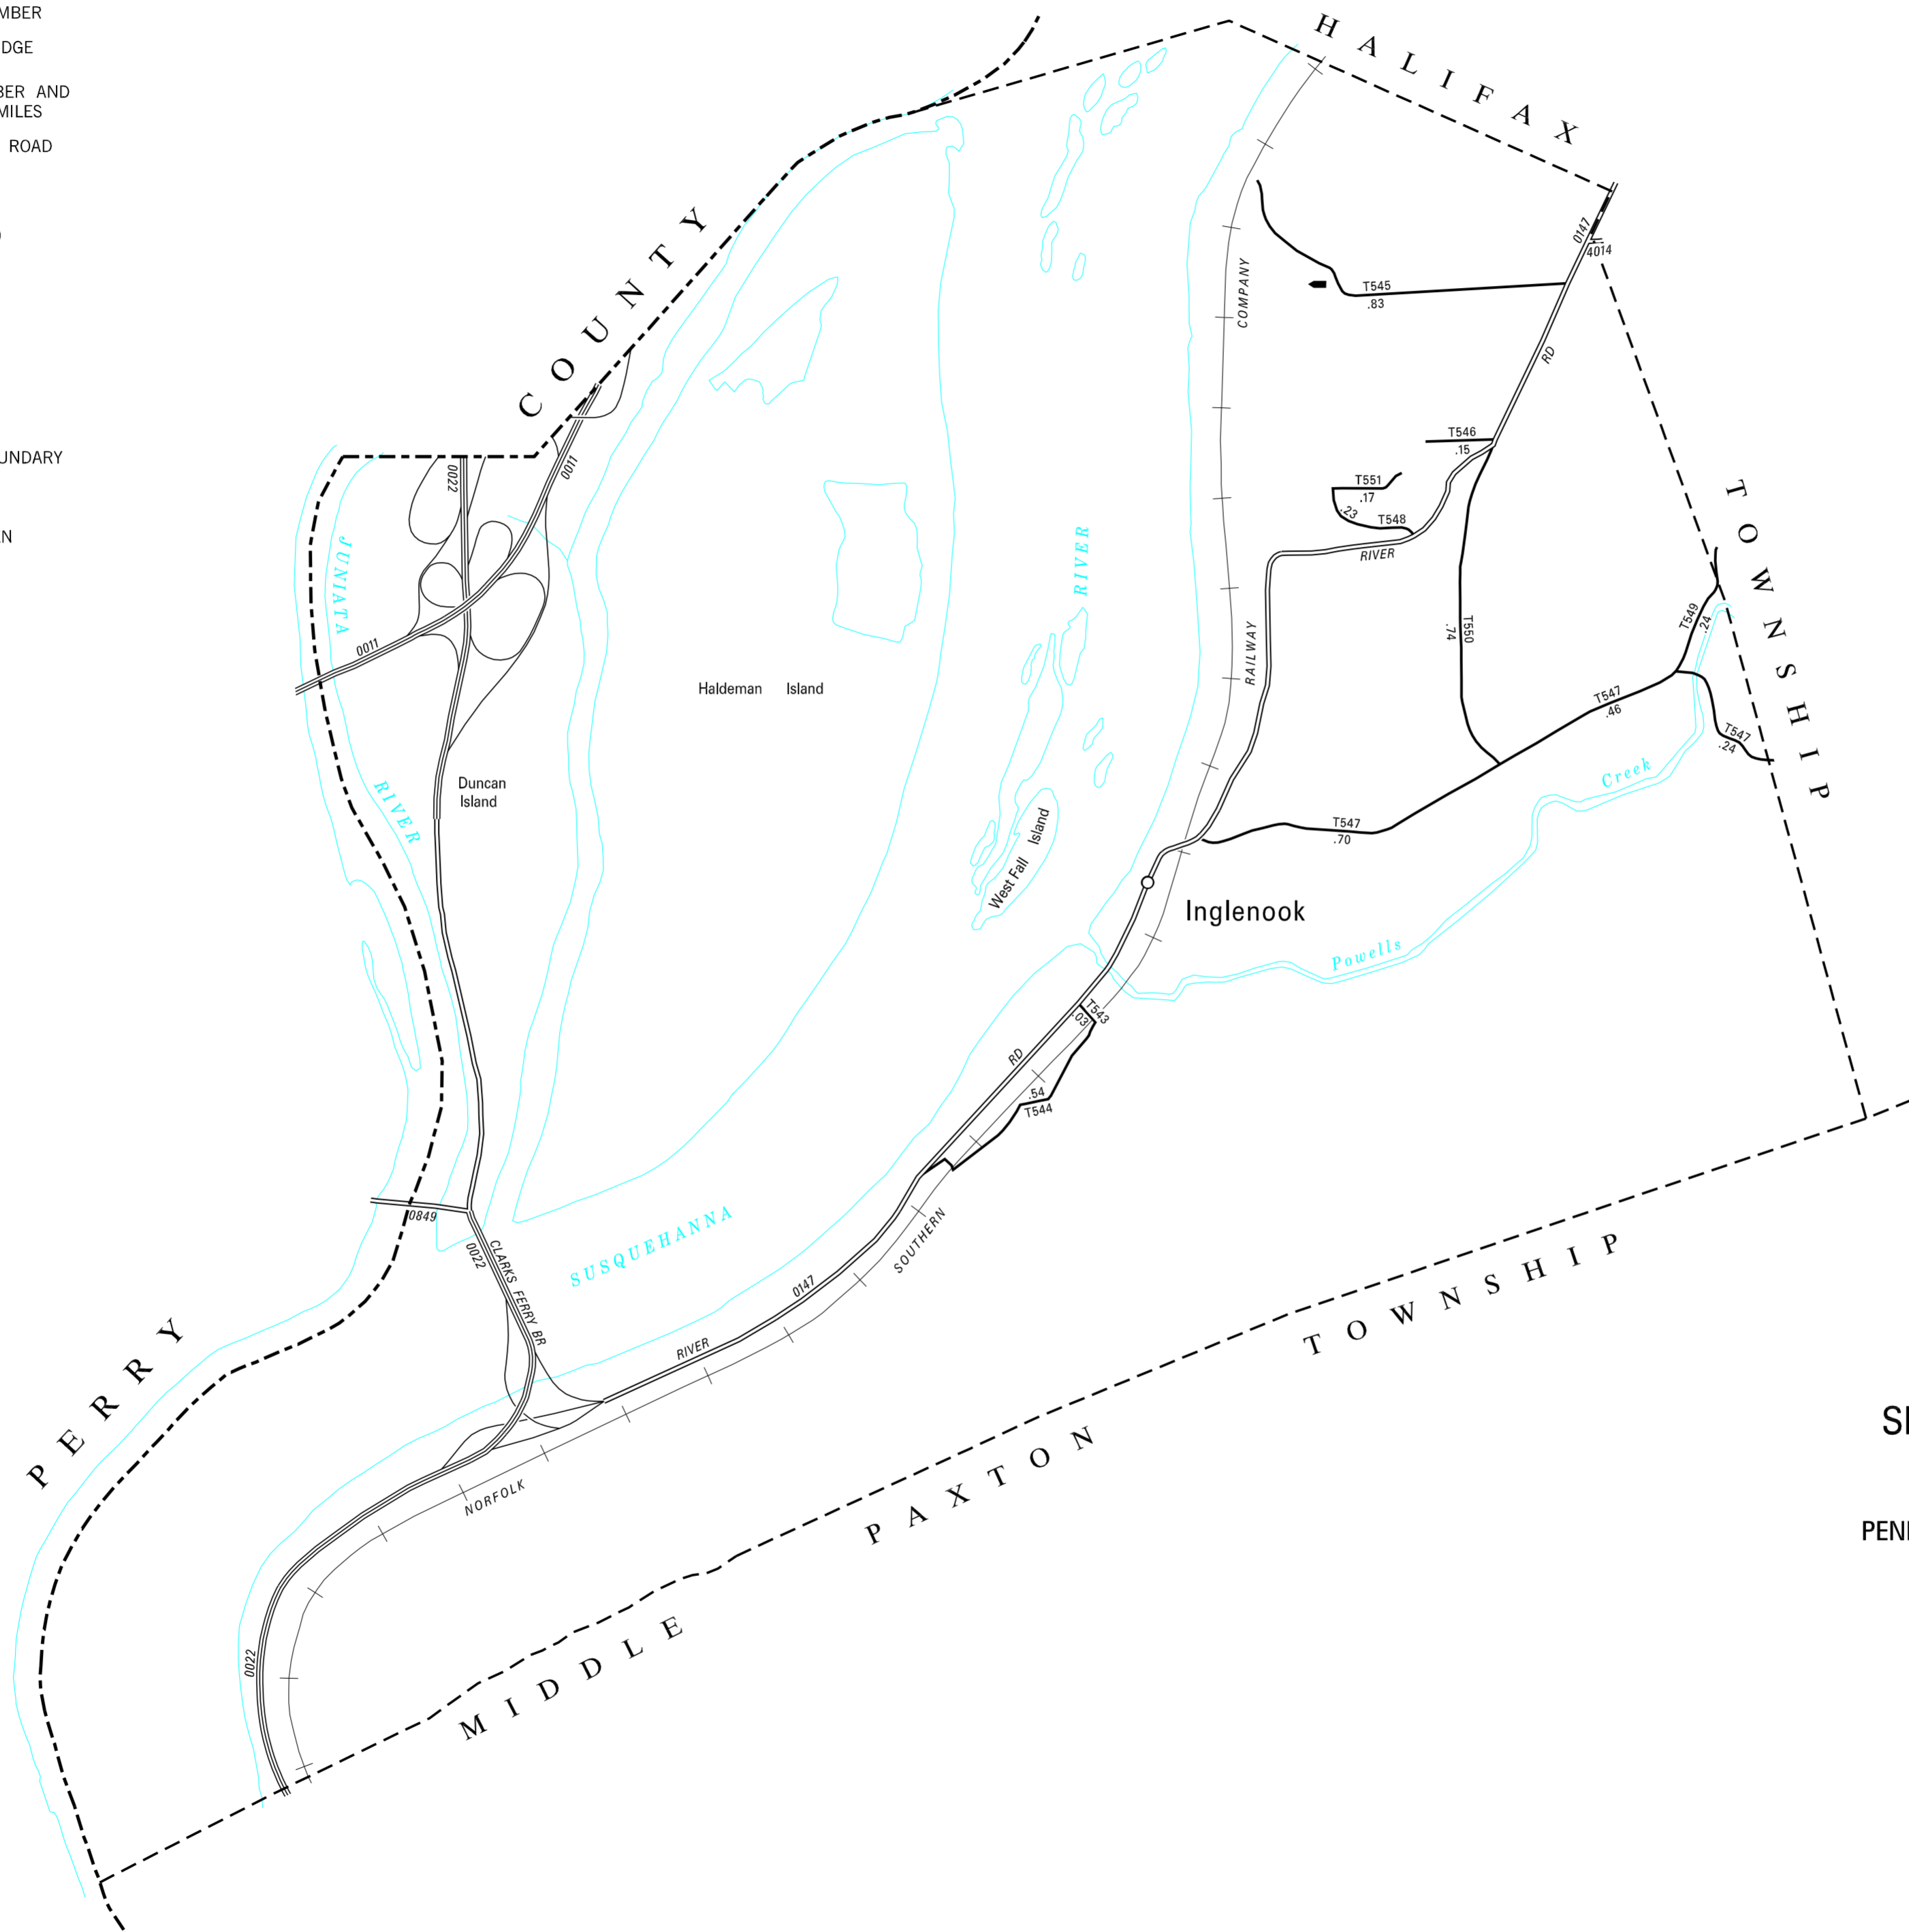 MBER
DGE
BER AND
MILES
ROAD
UNDARY
HALIFAX
TOWNSHIP
COUNTY
0147
4014
T545
.83
COMPANY
RD
T546
.15
T551
.17
.23
T548
RIVER
0022
0011
JUNIATA
RIVER
0011
RIVER
T550
.74
T549
.24
RAILWAY
Haldeman Island
T547
.46
T547
.24
Creek
Duncan
Island
West Fall Island
T547
.70
Inglenook
Powells
T543
.03
RD
.54
T544
0849
0022
CLARKS FERRY BR
SUSQUEHANNA
SOUTHERN
0147
RIVER
PERRY
NORFOLK
MIDDLE PAXTON TOWNSHIP
0022
PEN